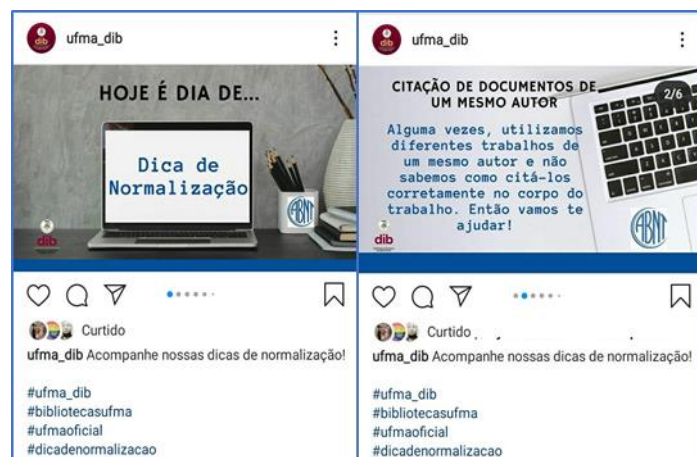 dib
ufma_dib
HOJE É DIA DE...
Dica de
Normalização
ABNT
dib
Curtido
ufma_dib Acompanhe nossas dicas de normalização!
#ufma_dib
#bibliotecasufma
#ufmaoficial
#dicadenormalizacao
dib
ufma_dib
2/6
CITAÇÃO DE DOCUMENTOS DE
UM MESMO AUTOR
Alguma vezes, utilizamos
diferentes trabalhos de
um mesmo autor e não
sabemos como citá-los
corretamente no corpo do
trabalho. Então vamos te
ajudar!
ABNT
dib
Curtido
ufma_dib Acompanhe nossas dicas de normalização!
#ufma_dib
#bibliotecasufma
#ufmaoficial
#dicadenormalizacao